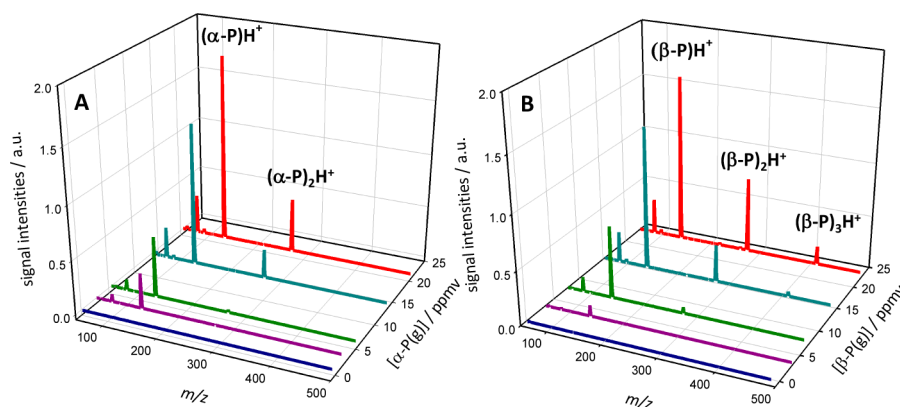 A
(α-P)H⁺
(α-P)₂H⁺
signal intensities / a.u.
2.0
1.5
1.0
0.5
0.0
100
200
300
400
500
m/z
0
5
10
15
20
25
[α-P(g)] / ppmv
B
(β-P)H⁺
(β-P)₂H⁺
(β-P)₃H⁺
signal intensities / a.u.
2.0
1.5
1.0
0.5
0.0
100
200
300
400
500
m/z
0
5
10
15
20
25
[β-P(g)] / ppmv